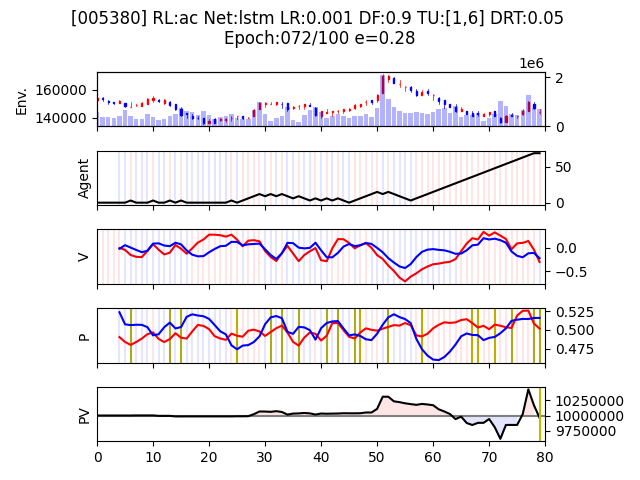 [005380] RL:ac Net:lstm LR:0.001 DF:0.9 TU:[1,6] DRT:0.05
Epoch:072/100 e=0.28
1e6
Env.
160000
140000
2
0
Agent
50
0
V
0.0
−0.5
P
0.525
0.500
0.475
PV
10250000
10000000
9750000
0 10 20 30 40 50 60 70 80